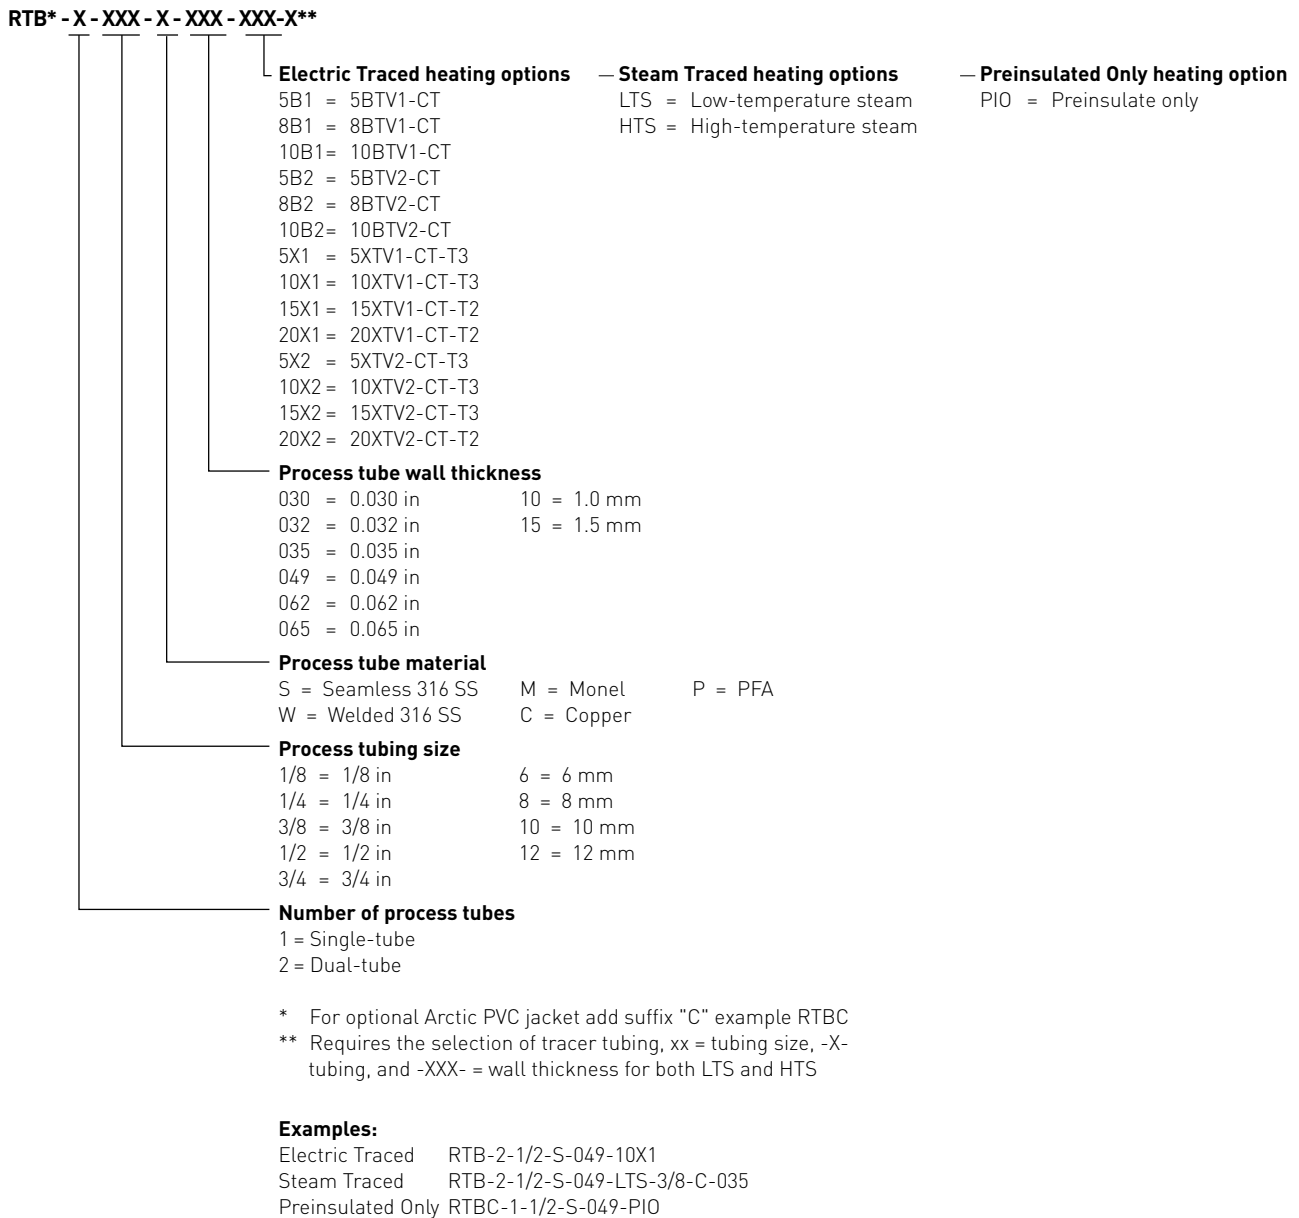 RTB* - X - XXX - X - XXX - XXX-X**
Electric Traced heating options
5B1 = 5BTV1-CT
8B1 = 8BTV1-CT
10B1= 10BTV1-CT
5B2 = 5BTV2-CT
8B2 = 8BTV2-CT
10B2= 10BTV2-CT
5X1 = 5XTV1-CT-T3
10X1 = 10XTV1-CT-T3
15X1 = 15XTV1-CT-T2
20X1 = 20XTV1-CT-T2
5X2 = 5XTV2-CT-T3
10X2 = 10XTV2-CT-T3
15X2 = 15XTV2-CT-T3
20X2 = 20XTV2-CT-T2
Steam Traced heating options
LTS = Low-temperature steam
HTS = High-temperature steam
Preinsulated Only heating option
PIO = Preinsulate only
Process tube wall thickness
030 = 0.030 in 10 = 1.0 mm
032 = 0.032 in 15 = 1.5 mm
035 = 0.035 in
049 = 0.049 in
062 = 0.062 in
065 = 0.065 in
Process tube material
S = Seamless 316 SS M = Monel P = PFA
W = Welded 316 SS C = Copper
Process tubing size
1/8 = 1/8 in 6 = 6 mm
1/4 = 1/4 in 8 = 8 mm
3/8 = 3/8 in 10 = 10 mm
1/2 = 1/2 in 12 = 12 mm
3/4 = 3/4 in
Number of process tubes
1 = Single-tube
2 = Dual-tube
* For optional Arctic PVC jacket add suffix "C" example RTBC
** Requires the selection of tracer tubing, xx = tubing size, -X-
tubing, and -XXX- = wall thickness for both LTS and HTS
Examples:
Electric Traced RTB-2-1/2-S-049-10X1
Steam Traced RTB-2-1/2-S-049-LTS-3/8-C-035
Preinsulated Only RTBC-1-1/2-S-049-PIO